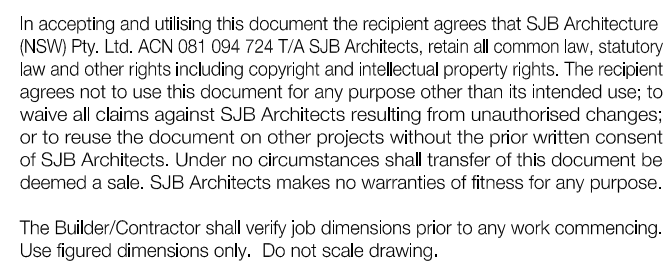 In accepting and utilising this document the recipient agrees that SJB Architecture
(NSW) Pty. Ltd. ACN 081 094 724 T/A SJB Architects, retain all common law, statutory
law and other rights including copyright and intellectual property rights. The recipient
agrees not to use this document for any purpose other than its intended use; to
waive all claims against SJB Architects resulting from unauthorised changes;
or to reuse the document on other projects without the prior written consent
of SJB Architects. Under no circumstances shall transfer of this document be
deemed a sale. SJB Architects makes no warranties of fitness for any purpose.

The Builder/Contractor shall verify job dimensions prior to any work commencing.
Use figured dimensions only.  Do not scale drawing.